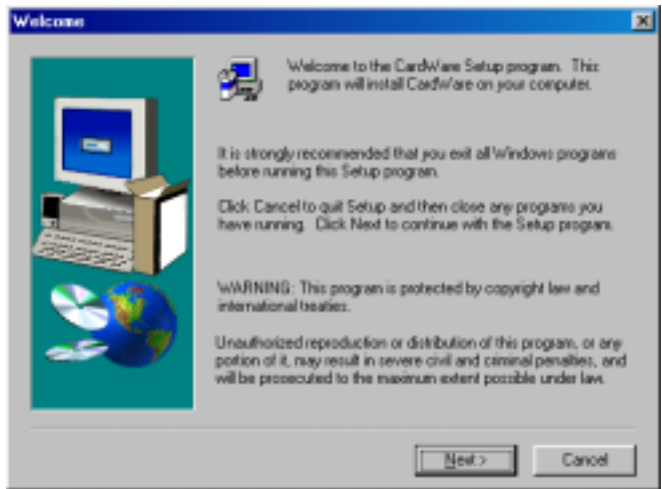 Welcome
Welcome to the CardWare Setup program. This
program will install CardWare on your computer.
It is strongly recommended that you exit all Windows programs
before running this Setup program.
Click Cancel to quit Setup and then close any programs you
have running. Click Next to continue with the Setup program.
WARNING: This program is protected by copyright law and
international treaties.
Unauthorized reproduction or distribution of this program, or any
portion of it, may result in severe civil and criminal penalties, and
will be prosecuted to the maximum extent possible under law.
Next > Cancel